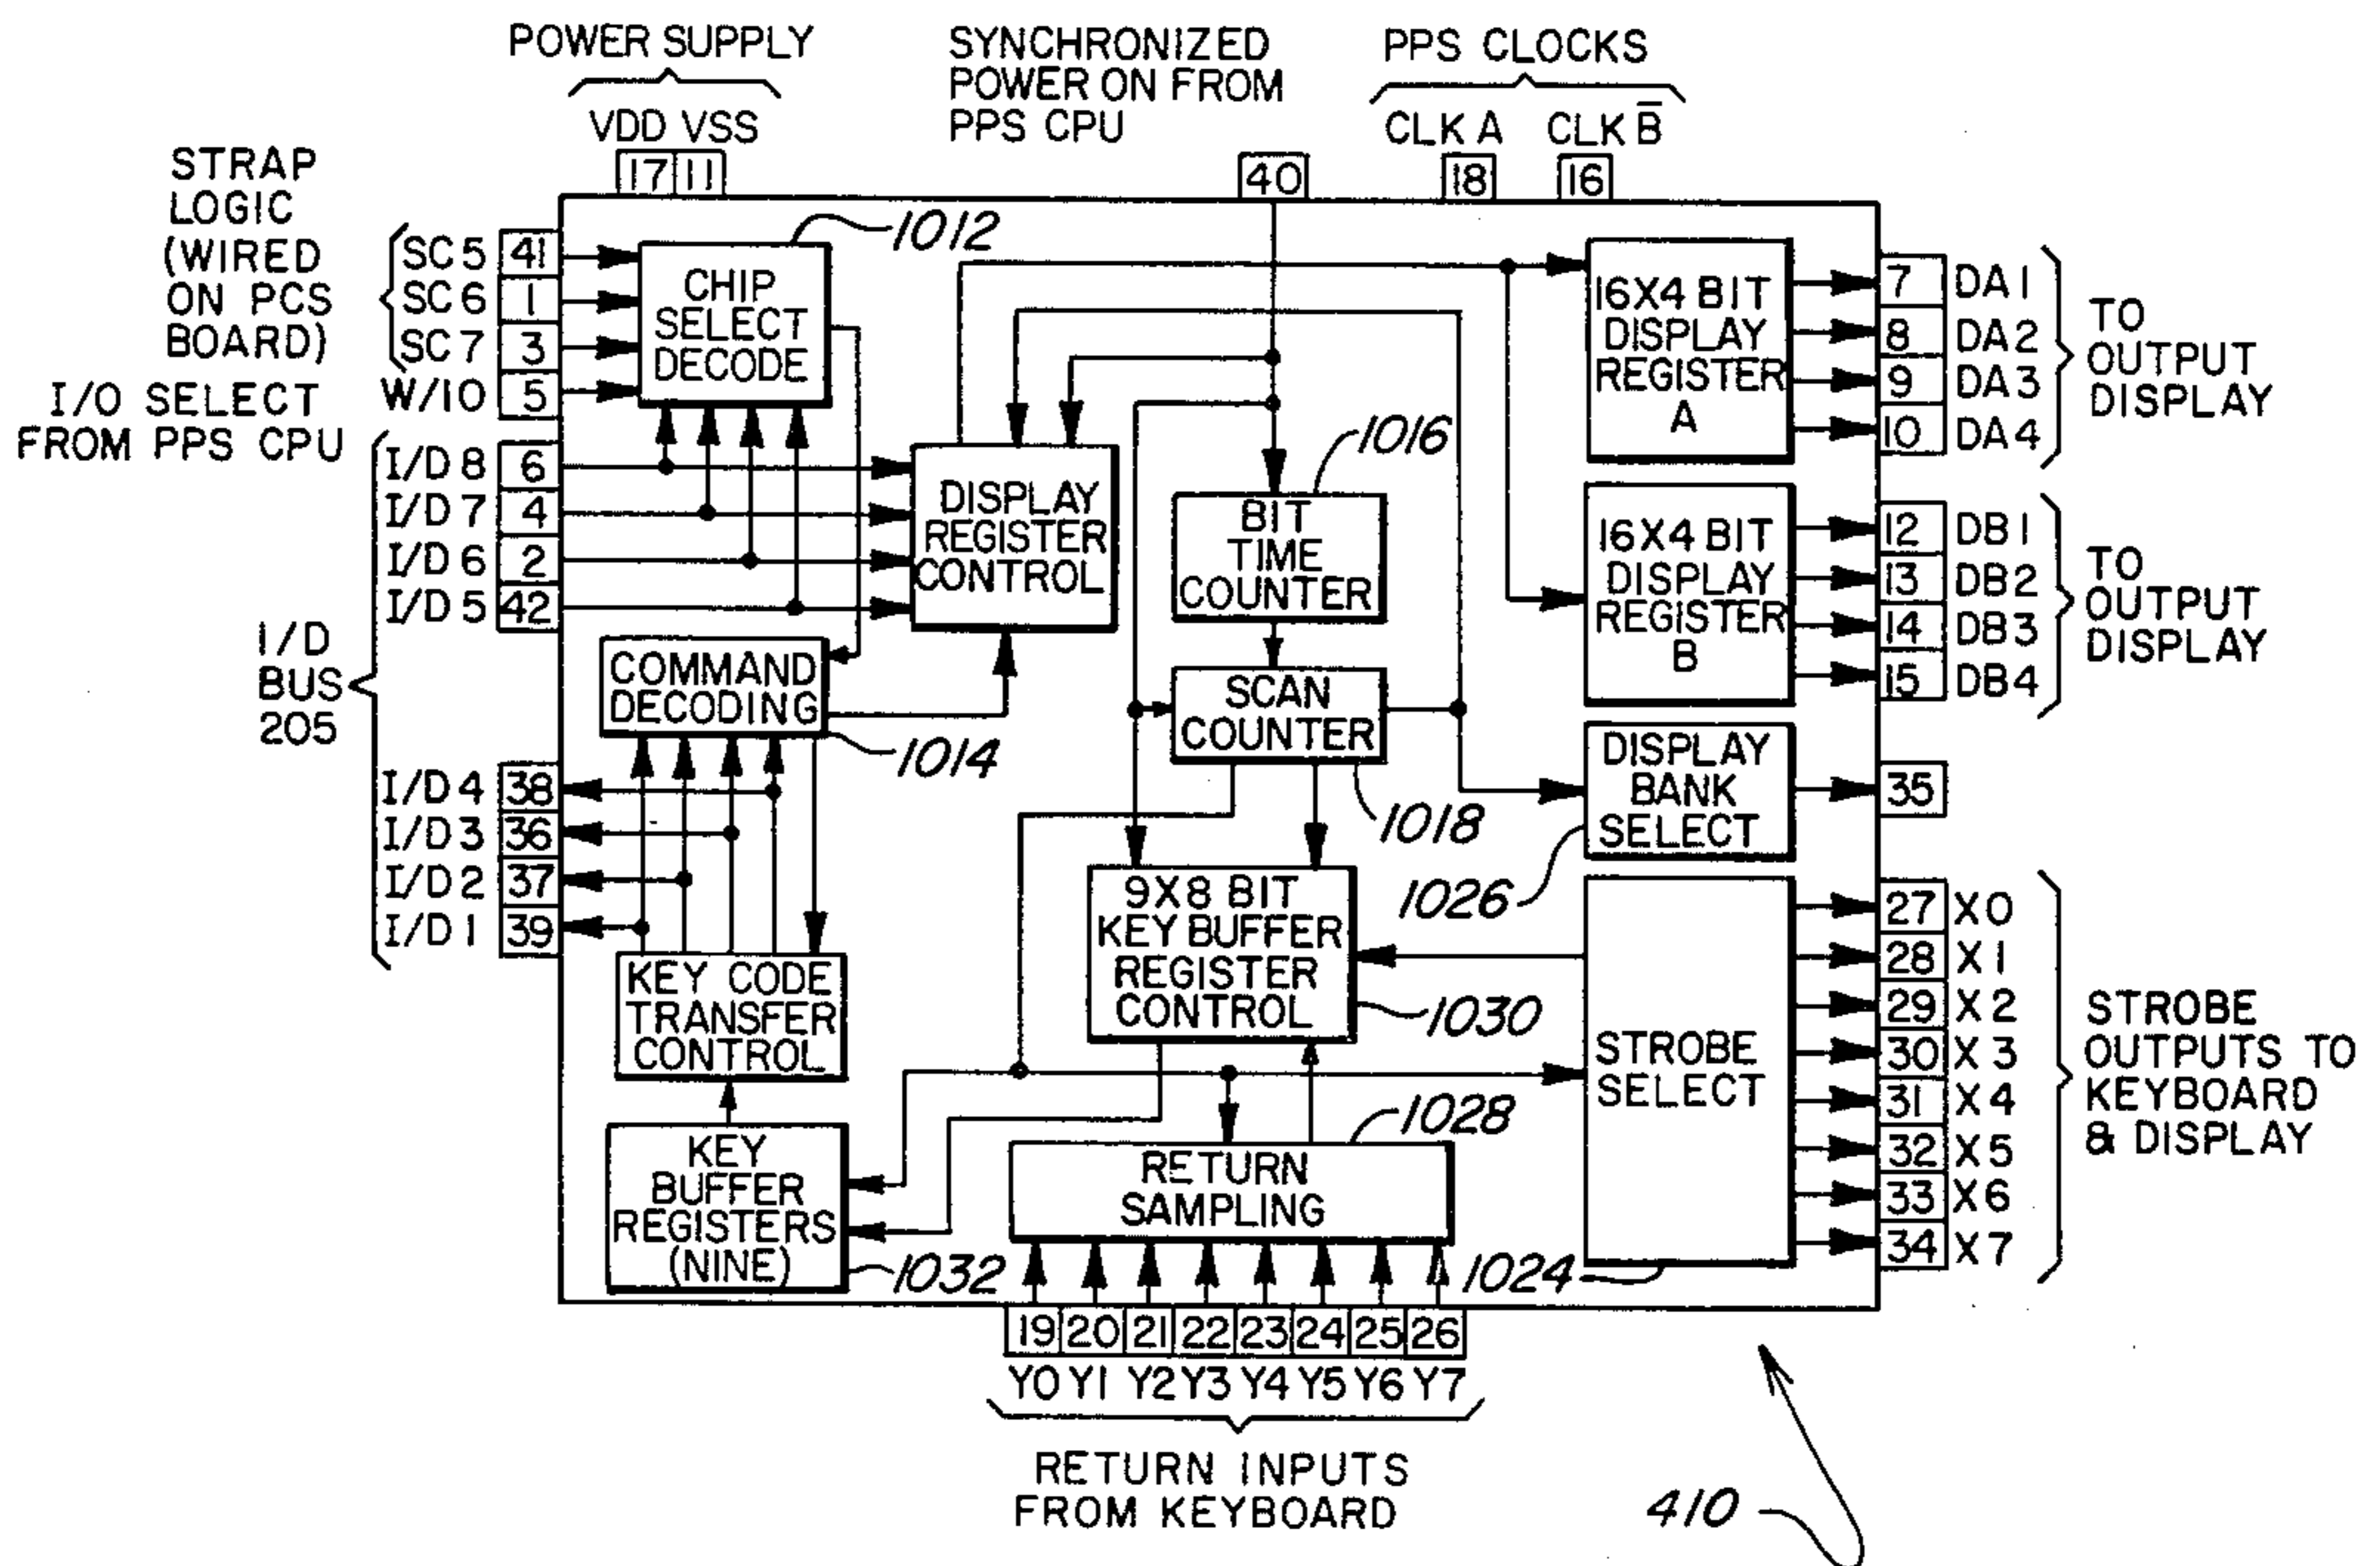 POWER SUPPLY
VDD VSS
17 11
SYNCHRONIZED
POWER ON FROM
PPS CPU
40
PPS CLOCKS
CLK A CLK B̅
18 16
STRAP
LOGIC
(WIRED
ON PCS
BOARD)
SC5 41
SC6 1
SC7 3
W/IO 5
I/O SELECT
FROM PPS CPU
I/D 8 6
I/D 7 4
I/D 6 2
I/D 5 42
I/D
BUS
205
I/D 4 38
I/D 3 36
I/D 2 37
I/D 1 39
CHIP
SELECT
DECODE
1012
COMMAND
DECODING
1014
KEY CODE
TRANSFER
CONTROL
KEY
BUFFER
REGISTERS
(NINE)
1032
DISPLAY
REGISTER
CONTROL
1016
BIT
TIME
COUNTER
SCAN
COUNTER
1018
9X8 BIT
KEY BUFFER
REGISTER
CONTROL
1030
1028
RETURN
SAMPLING
16X4 BIT
DISPLAY
REGISTER
A
16X4 BIT
DISPLAY
REGISTER
B
DISPLAY
BANK
SELECT
1026
STROBE
SELECT
1024
7 DA1
8 DA2
9 DA3
10 DA4
TO
OUTPUT
DISPLAY
12 DB1
13 DB2
14 DB3
15 DB4
TO
OUTPUT
DISPLAY
35
27 X0
28 X1
29 X2
30 X3
31 X4
32 X5
33 X6
34 X7
STROBE
OUTPUTS TO
KEYBOARD
& DISPLAY
19 20 21 22 23 24 25 26
Y0 Y1 Y2 Y3 Y4 Y5 Y6 Y7
RETURN INPUTS
FROM KEYBOARD
410